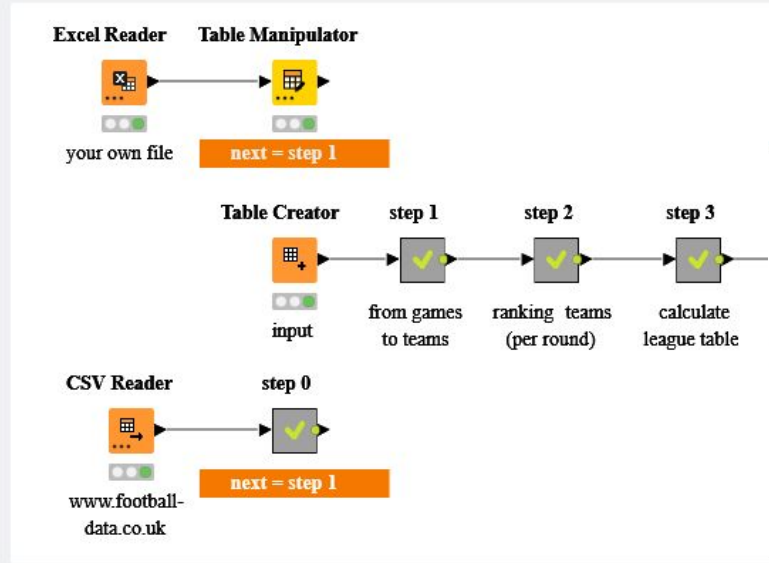 Excel Reader
Table Manipulator
your own file
next = step 1
Table Creator
step 1
step 2
step 3
input
from games
to teams
ranking teams
(per round)
calculate
league table
CSV Reader
step 0
www.football-
data.co.uk
next = step 1